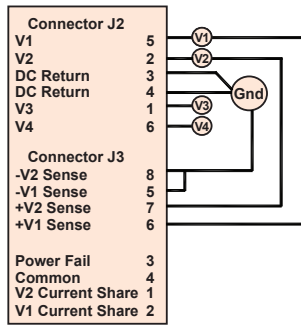 Connector J2
V1 5 V1
V2 2 V2
DC Return 3
DC Return 4 Gnd
V3 1 V3
V4 6 V4
Connector J3
-V2 Sense 8
-V1 Sense 5
+V2 Sense 7
+V1 Sense 6
Power Fail 3
Common 4
V2 Current Share 1
V1 Current Share 2